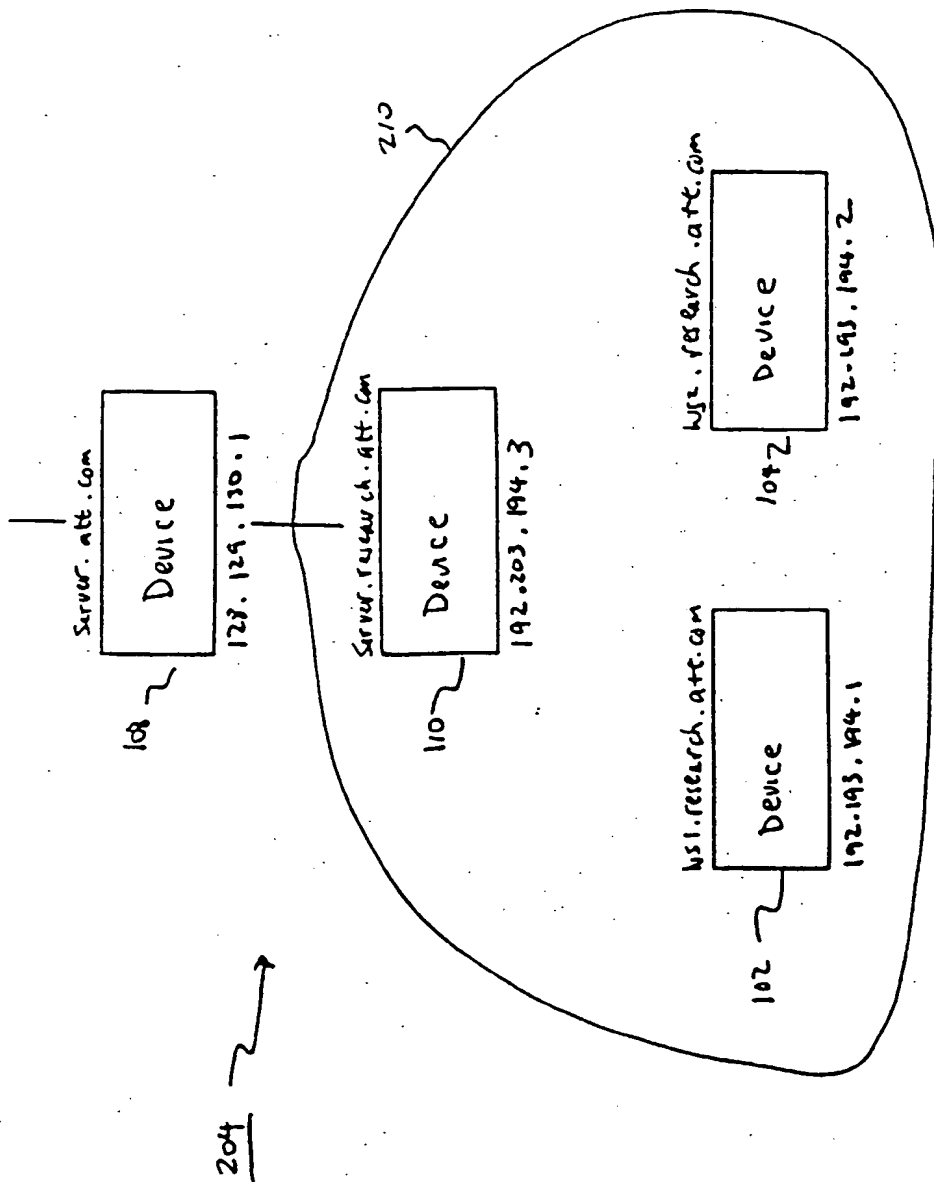 204
Server.att.com
Device
128.129.130.1
108
210
Server.research.att.com
Device
192.203.194.3
110
ws1.research.att.com
Device
192.193.194.1
102
ws2.research.att.com
Device
192.193.194.2
104